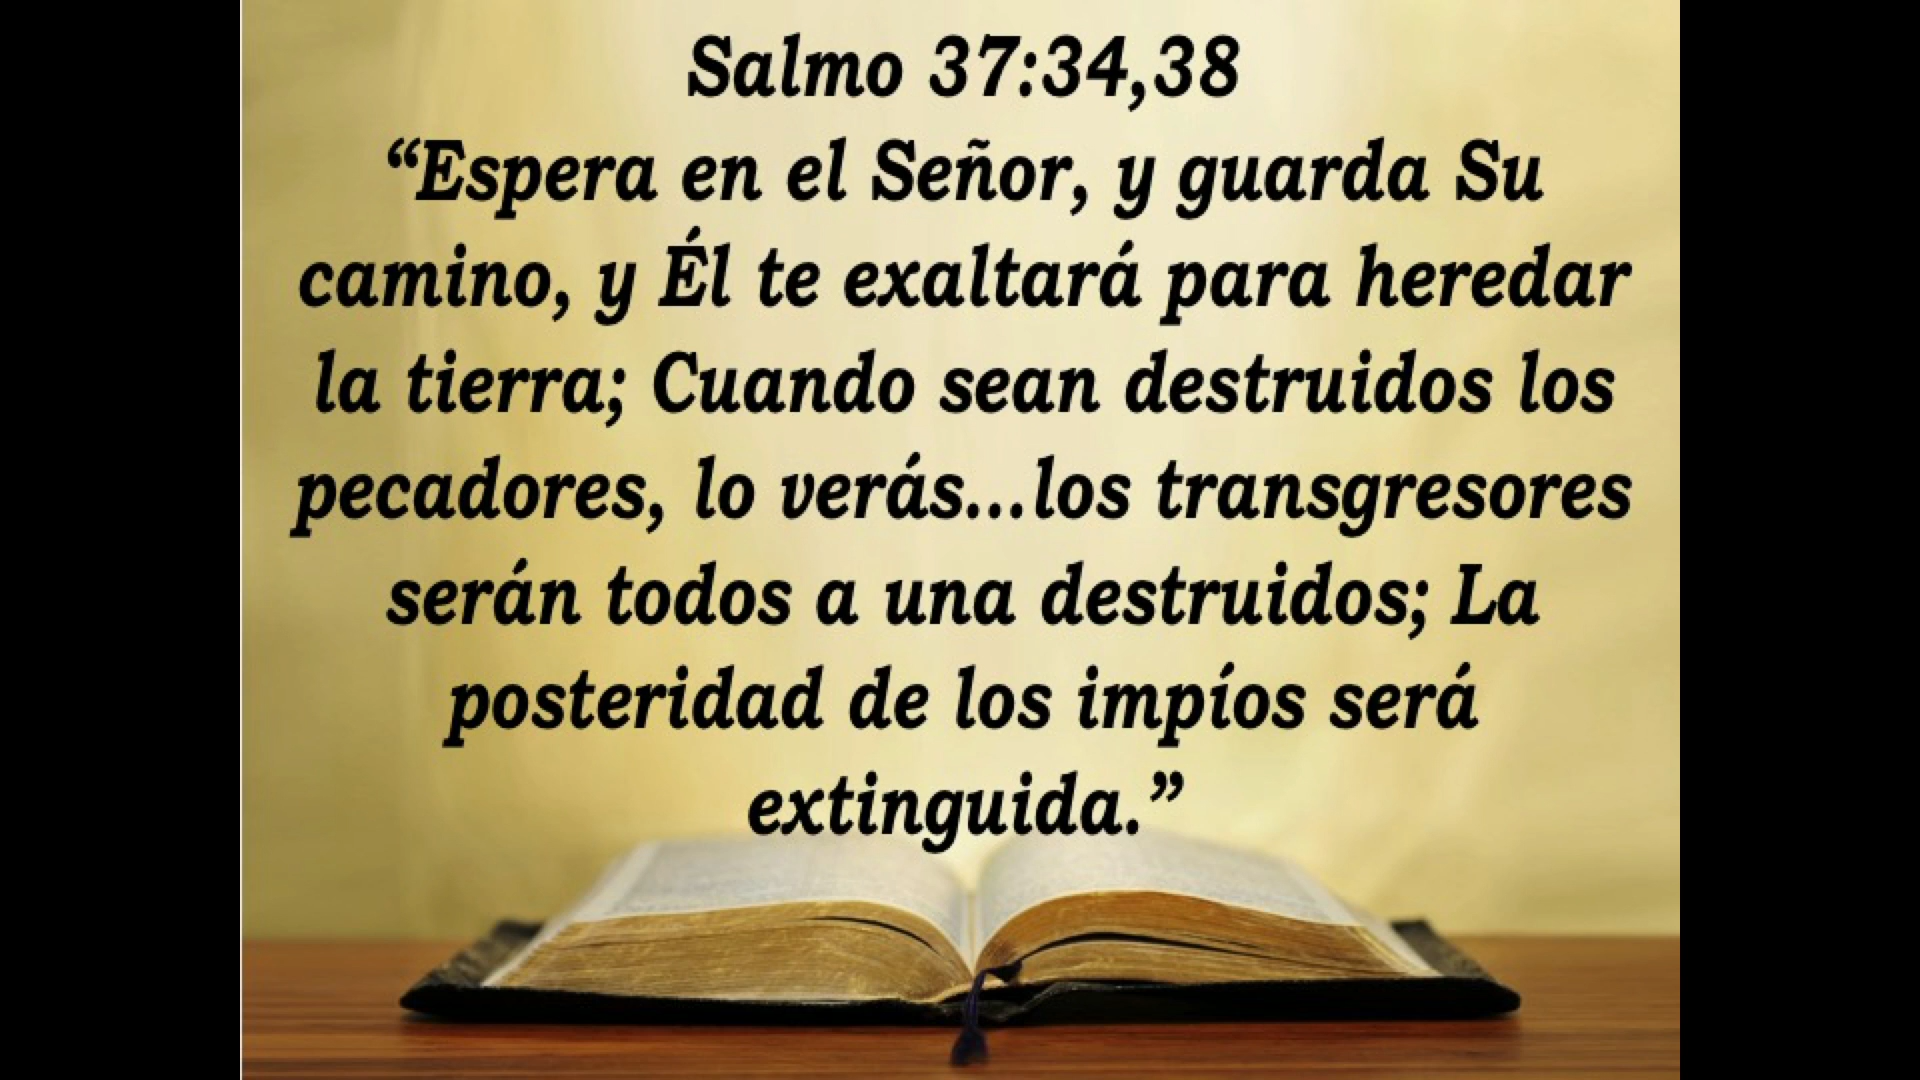 Salmo 37:34,38
“Espera en el Señor, y guarda Su
camino, y Él te exaltará para heredar
la tierra; Cuando sean destruidos los
pecadores, lo verás...los transgresores
serán todos a una destruidos; La
posteridad de los impíos será
extinguida.”